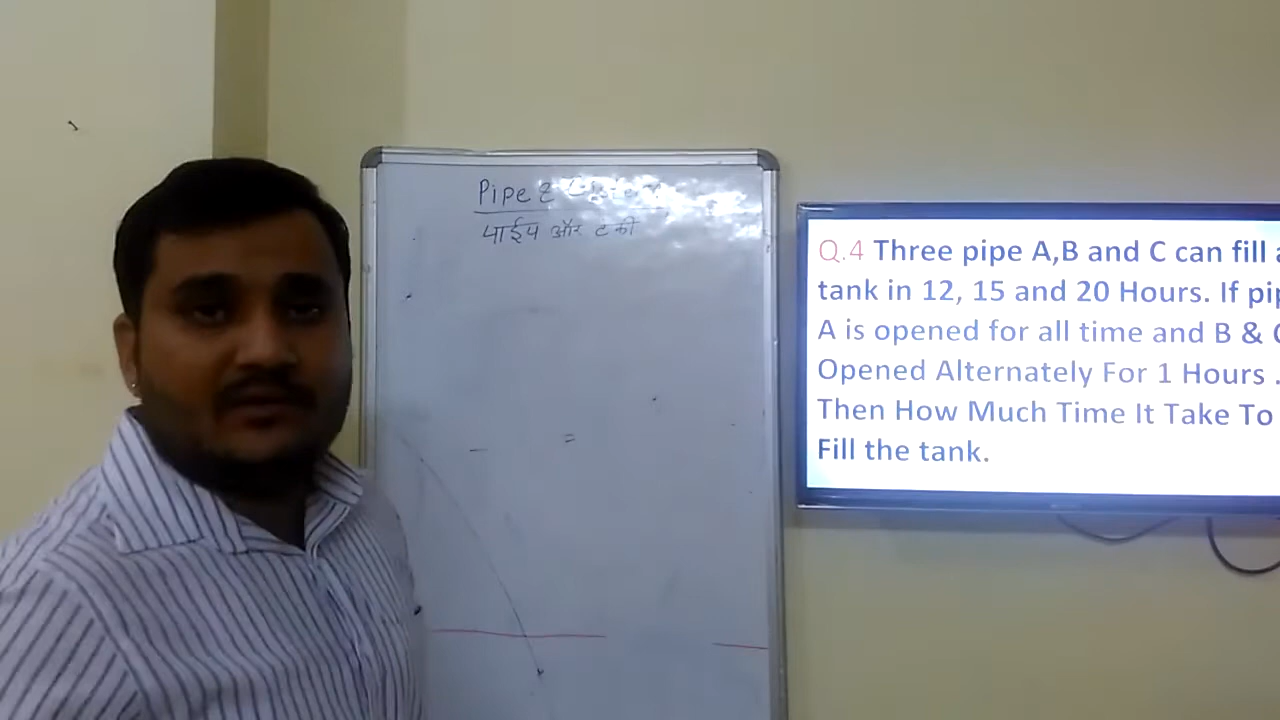 Pipe &
पाईप और टंकी
Q.4 Three pipe A,B and C can fill
tank in 12, 15 and 20 Hours. If
A is opened for all time and B &
Opened Alternately For 1 Hours .
Then How Much Time It Take To
Fill the tank.